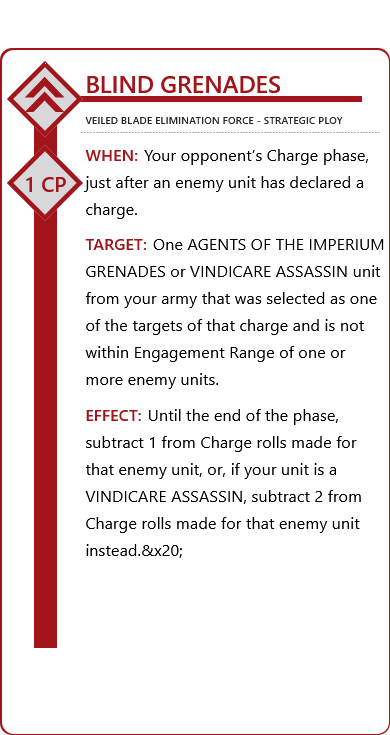 BLIND GRENADES
VEILED BLADE ELIMINATION FORCE - STRATEGIC PLOY
WHEN: Your opponent’s Charge phase,
just after an enemy unit has declared a
charge.
1 CP
TARGET: One AGENTS OF THE IMPERIUM
GRENADES or VINDICARE ASSASSIN unit
from your army that was selected as one
of the targets of that charge and is not
within Engagement Range of one or
more enemy units.
EFFECT: Until the end of the phase,
subtract 1 from Charge rolls made for
that enemy unit, or, if your unit is a
VINDICARE ASSASSIN, subtract 2 from
Charge rolls made for that enemy unit
instead.&x20;